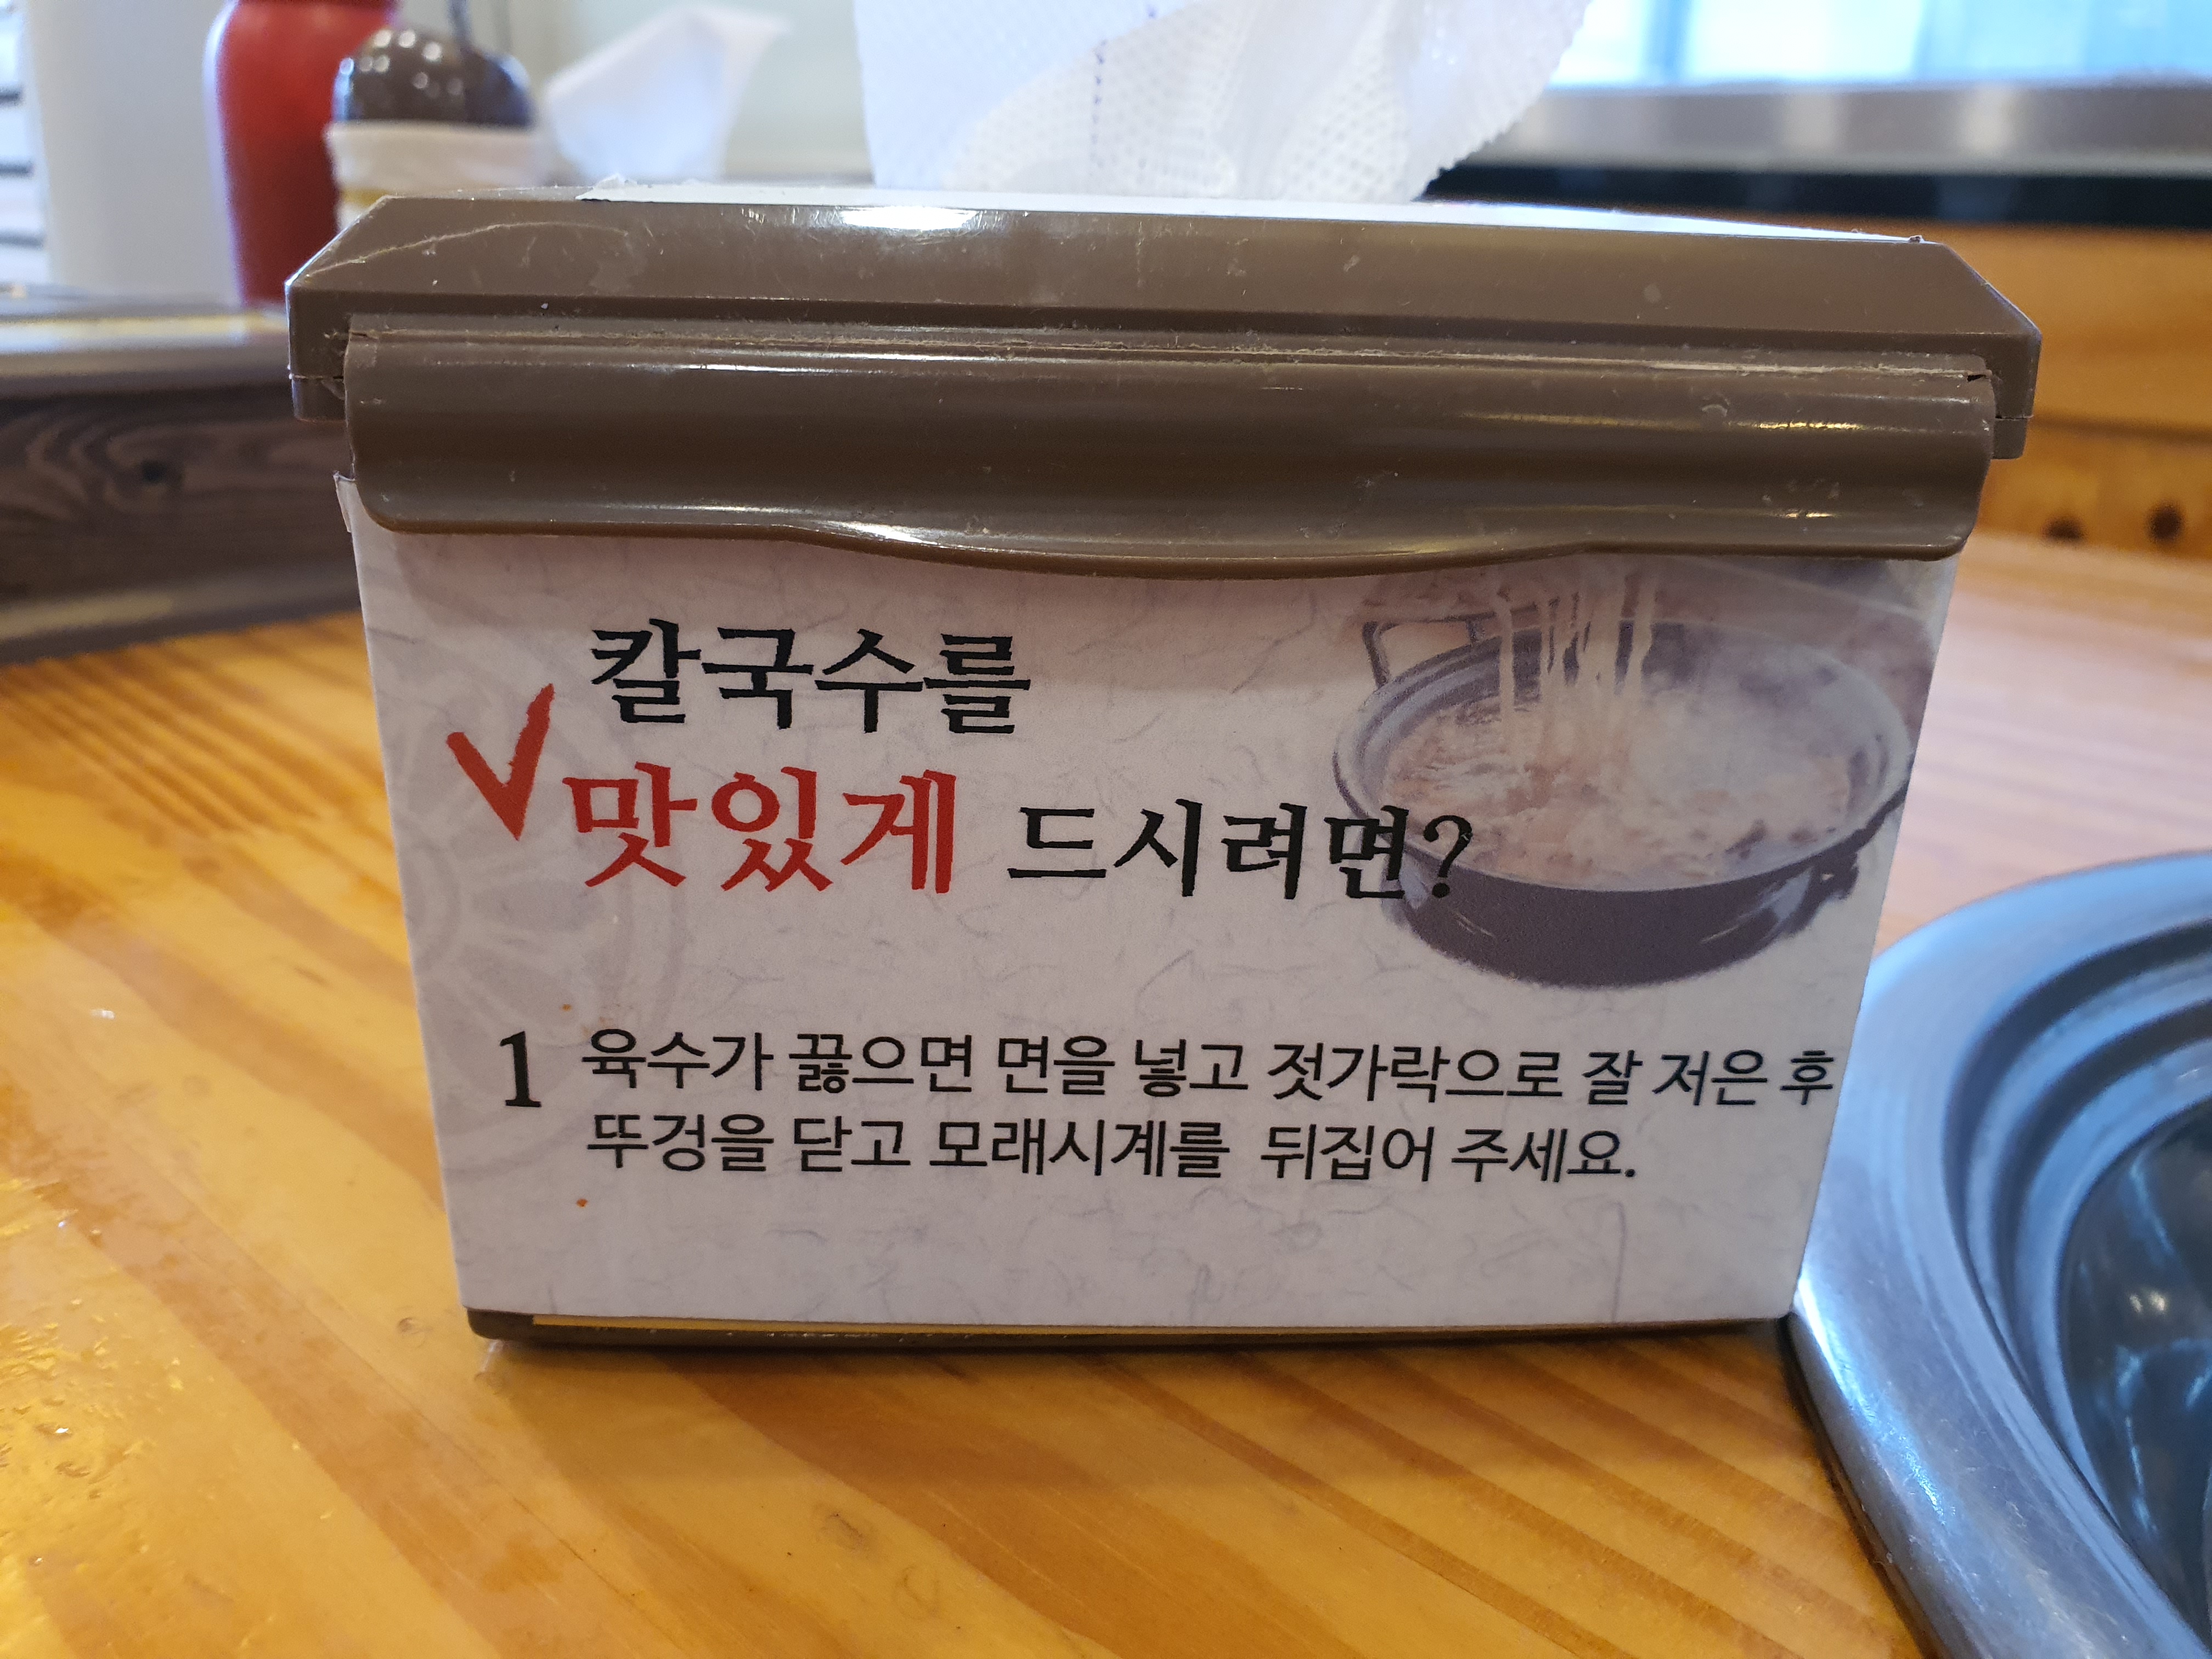 칼국수를
맛있게 드시려면?
1 육수가 끓으면 면을 넣고 젓가락으로 잘 저은 후
뚜겅을 닫고 모래시계를 뒤집어 주세요.